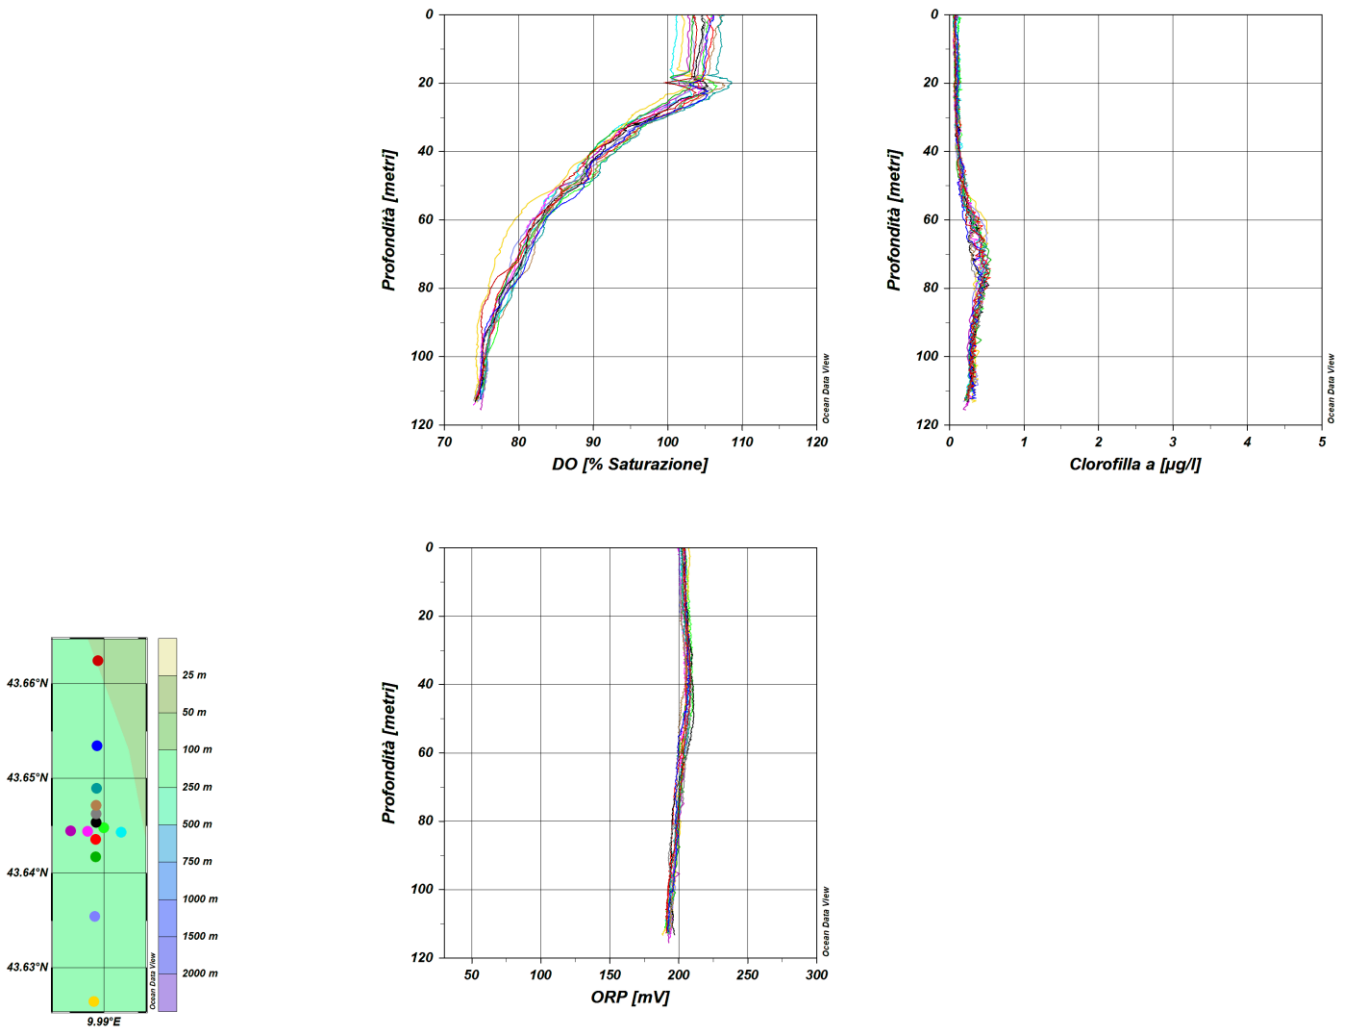 0
20
40
60
80
100
120
Profondità [metri]
70
80
90
100
110
120
DO [% Saturazione]
Ocean Data View
0
20
40
60
80
100
120
Profondità [metri]
0
1
2
3
4
5
Clorofilla a [µg/l]
Ocean Data View
0
20
40
60
80
100
120
Profondità [metri]
50
100
150
200
250
300
ORP [mV]
Ocean Data View
43.66°N
43.65°N
43.64°N
43.63°N
9.99°E
Ocean Data View
25 m
50 m
100 m
250 m
500 m
750 m
1000 m
1500 m
2000 m